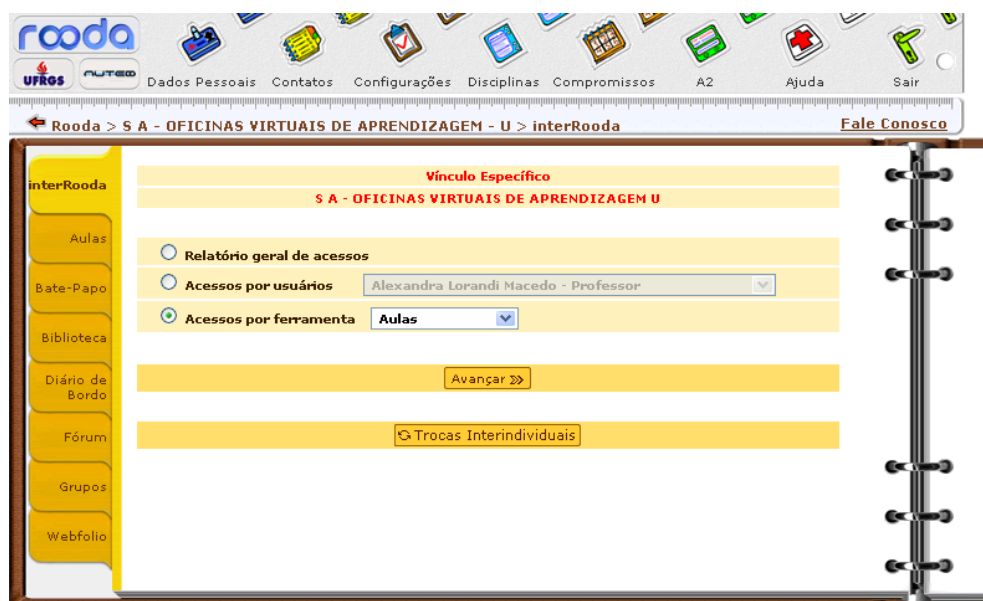 rooda
UFRGS NUTED
Dados Pessoais Contatos Configurações Disciplinas Compromissos A2 Ajuda Sair
Rooda > S A - OFICINAS VIRTUAIS DE APRENDIZAGEM - U > interRooda Fale Conosco
interRooda
Aulas
Bate-Papo
Biblioteca
Diário de
Bordo
Fórum
Grupos
Webfolio
Vínculo Específico
S A - OFICINAS VIRTUAIS DE APRENDIZAGEM U
Relatório geral de acessos
Acessos por usuários Alexandra Lorandi Macedo - Professor
Acessos por ferramenta Aulas
Avançar
Trocas Interindividuais